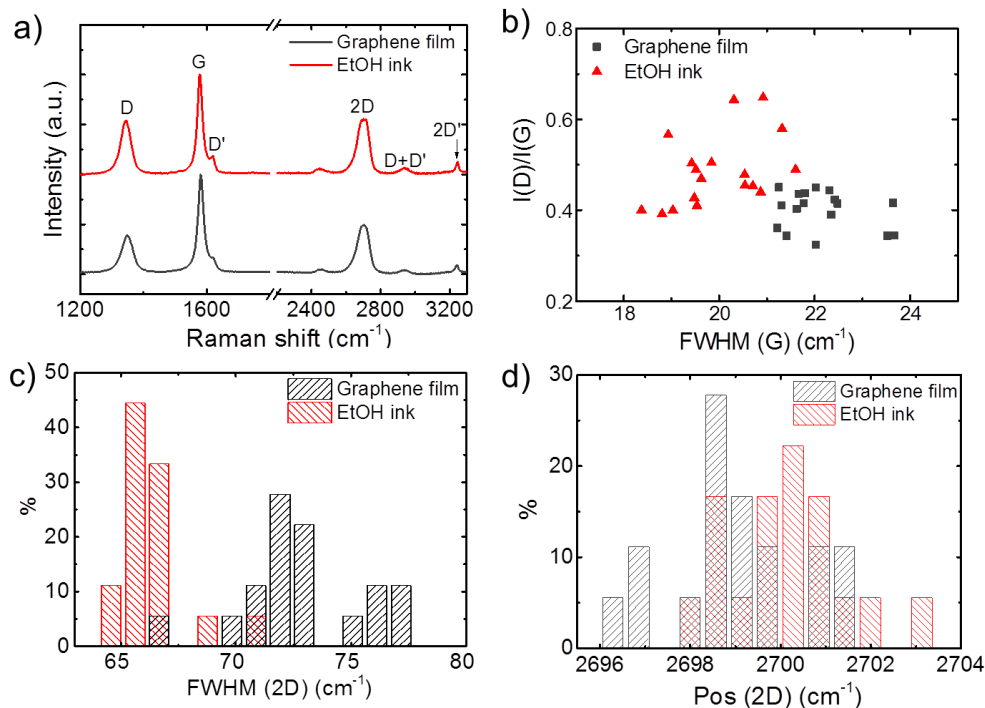 a)
Graphene film
EtOH ink
D
G
D'
2D
D+D'
2D'
Intensity (a.u.)
1200
1600
2400
2800
3200
Raman shift (cm⁻¹)
b)
Graphene film
EtOH ink
0.8
0.6
0.4
0.2
I(D)/I(G)
18
20
22
24
FWHM (G) (cm⁻¹)
c)
Graphene film
EtOH ink
50
40
30
20
10
0
%
65
70
75
80
FWHM (2D) (cm⁻¹)
d)
Graphene film
EtOH ink
30
20
10
0
%
2696
2698
2700
2702
2704
Pos (2D) (cm⁻¹)